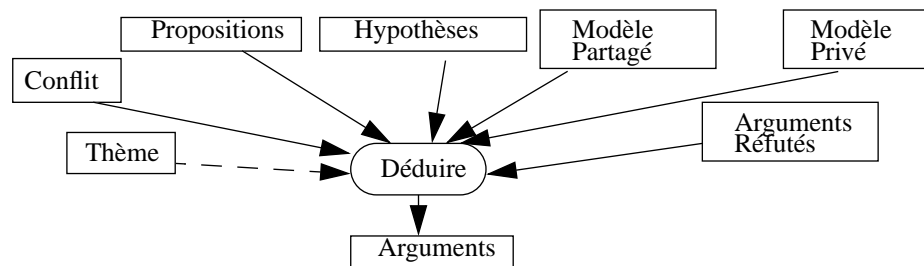 Propositions
Hypothèses
Modèle
Partagé
Modèle
Privé
Conflit
Arguments
Réfutés
Thème
Déduire
Arguments